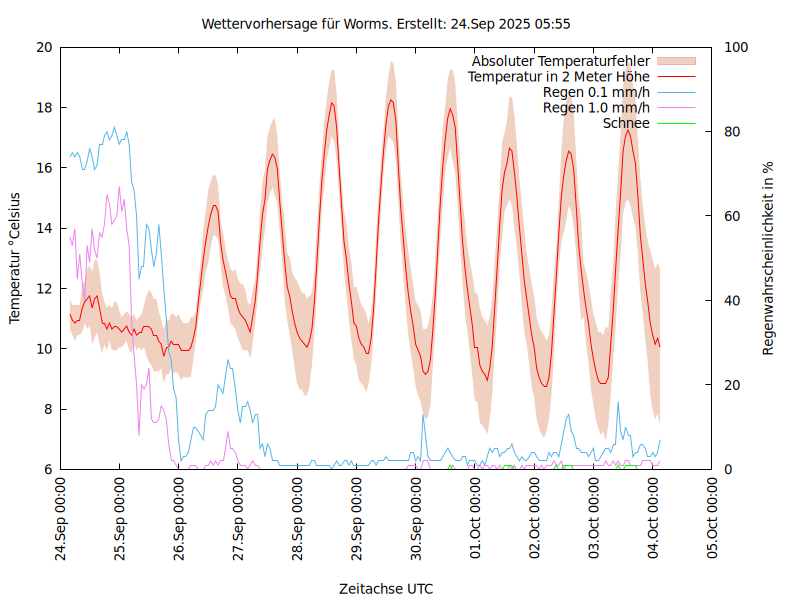 Wettervorhersage für Worms. Erstellt: 24.Sep 2025 05:55
Absoluter Temperaturfehler
Temperatur in 2 Meter Höhe
Regen 0.1 mm/h
Regen 1.0 mm/h
Schnee
Temperatur °Celsius
20
18
16
14
12
10
8
6
100
80
60
40
20
0
Regenwahrscheinlichkeit in %
24.Sep 00:00
25.Sep 00:00
26.Sep 00:00
27.Sep 00:00
28.Sep 00:00
29.Sep 00:00
30.Sep 00:00
01.Oct 00:00
02.Oct 00:00
03.Oct 00:00
04.Oct 00:00
05.Oct 00:00
Zeitachse UTC